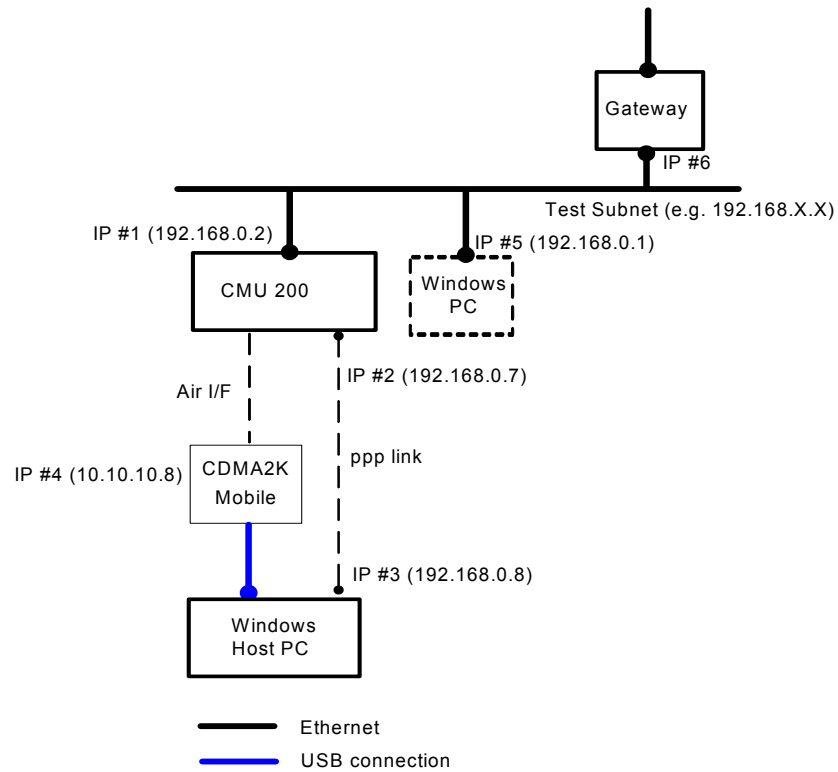 Gateway
IP #6
Test Subnet (e.g. 192.168.X.X)
IP #1 (192.168.0.2)
IP #5 (192.168.0.1)
CMU 200
Windows
PC
IP #2 (192.168.0.7)
Air I/F
ppp link
IP #4 (10.10.10.8)
CDMA2K
Mobile
IP #3 (192.168.0.8)
Windows
Host PC
Ethernet
USB connection